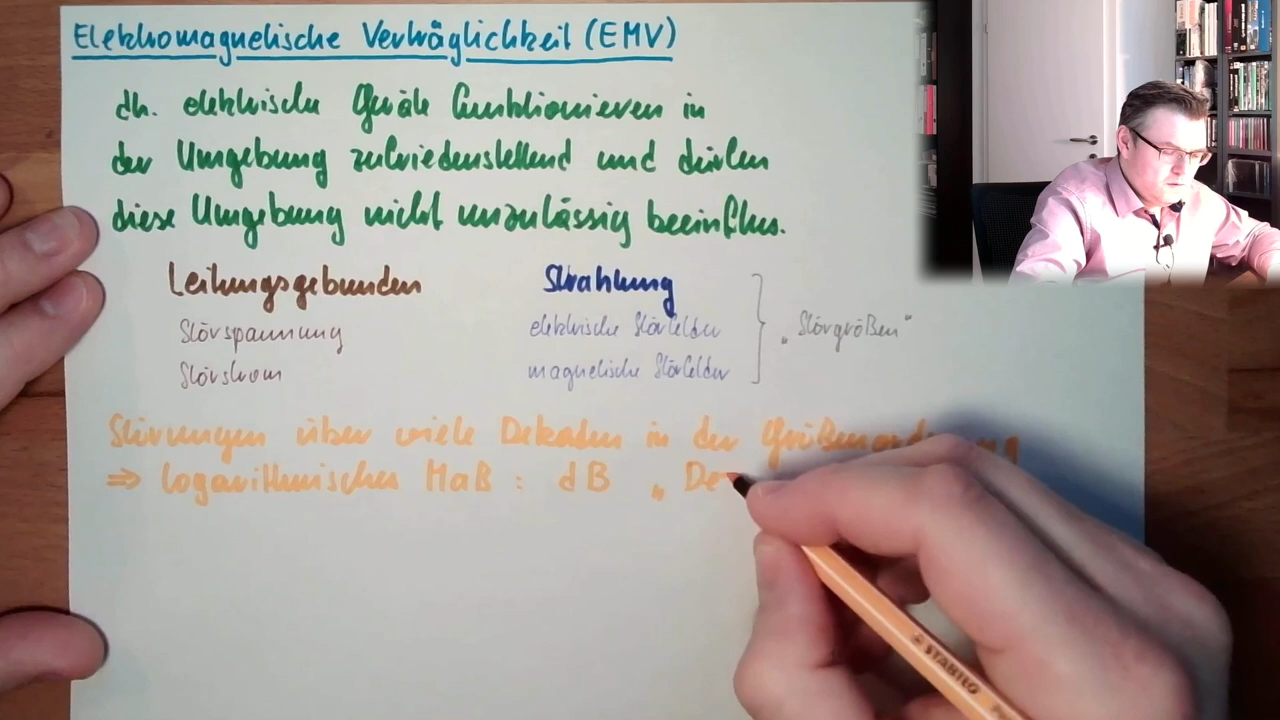 Elektromagnetische Verträglichkeit (EMV)
dh. elektrische Geräte funktionieren in
der Umgebung zufriedenstellend und dürfen
diese Umgebung nicht unzulässig beeinflus.
Leitungsgebunden
Strahlung
Störspannung
elektrische Störfelder
Störstrom
magnetische Störfelder
„Störgrößen"
Störungen über viele Dekaden in der Größenordnung
⇒ logarithmisches Maß : dB „De
STABILO